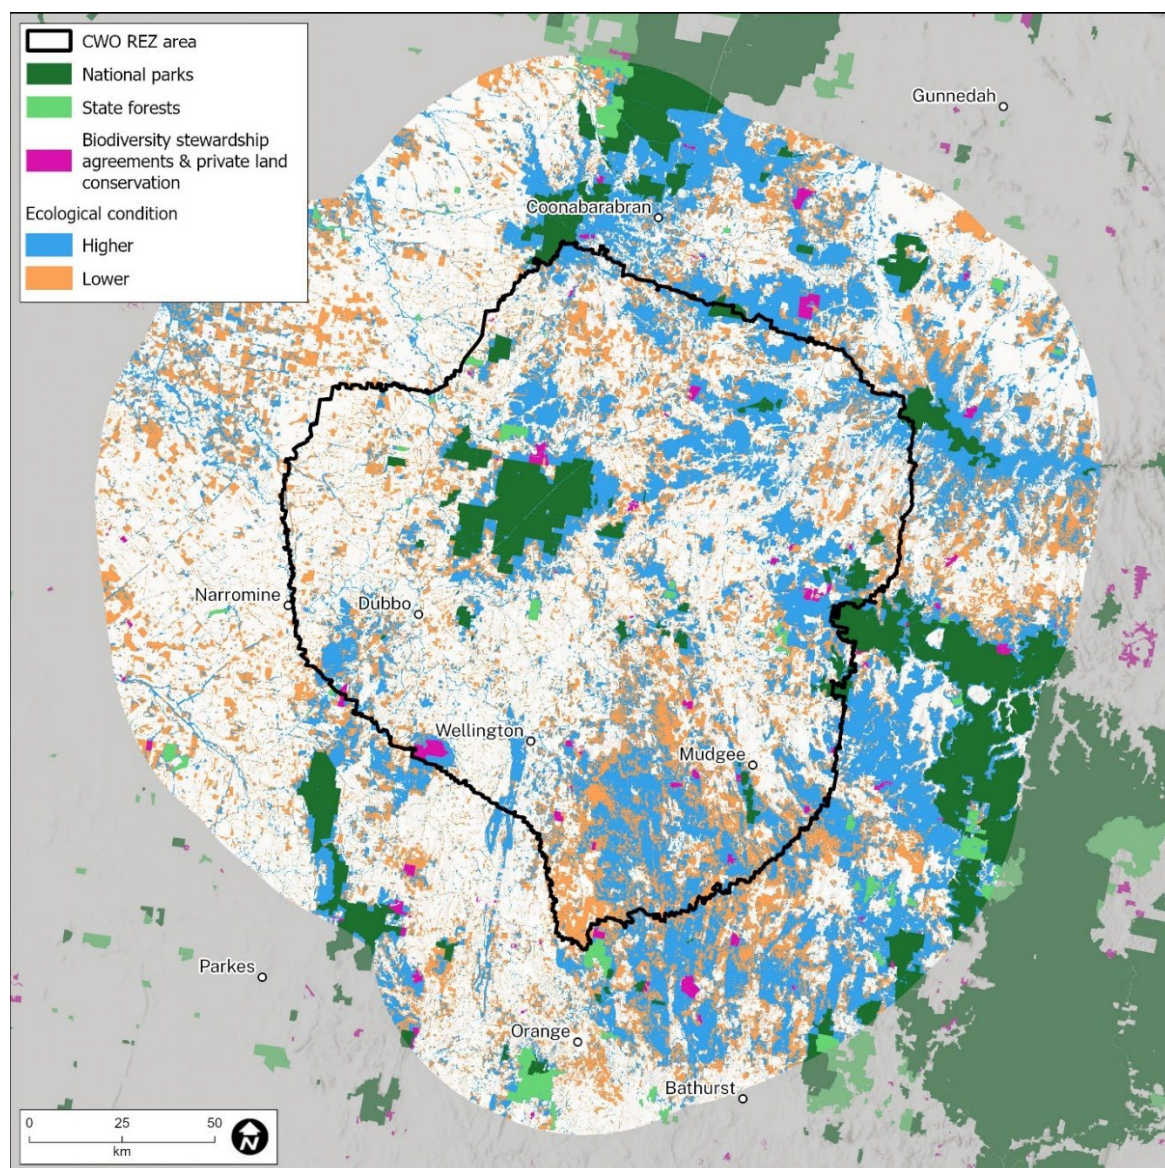 CWO REZ area
National parks
State forests
Biodiversity stewardship
agreements & private land
conservation
Ecological condition
Higher
Lower
Gunnedah
Coonabarabran
Narromine
Dubbo
Wellington
Mudgee
Parkes
Orange
Bathurst
0 25 50
km
N